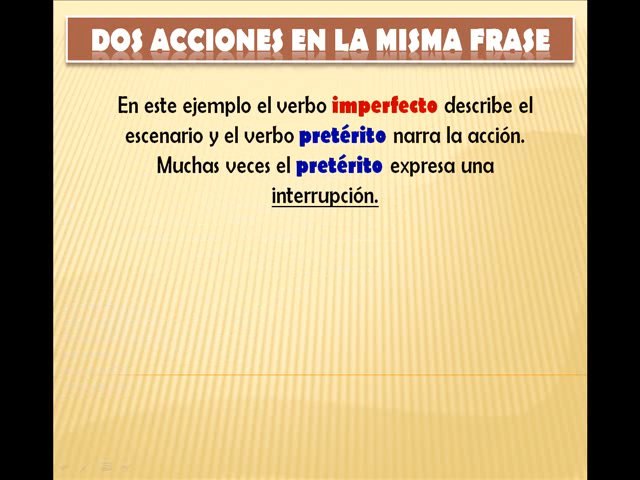 DOS ACCIONES EN LA MISMA FRASE
En este ejemplo el verbo imperfecto describe el
escenario y el verbo pretérito narra la acción.
Muchas veces el pretérito expresa una
interrupción.